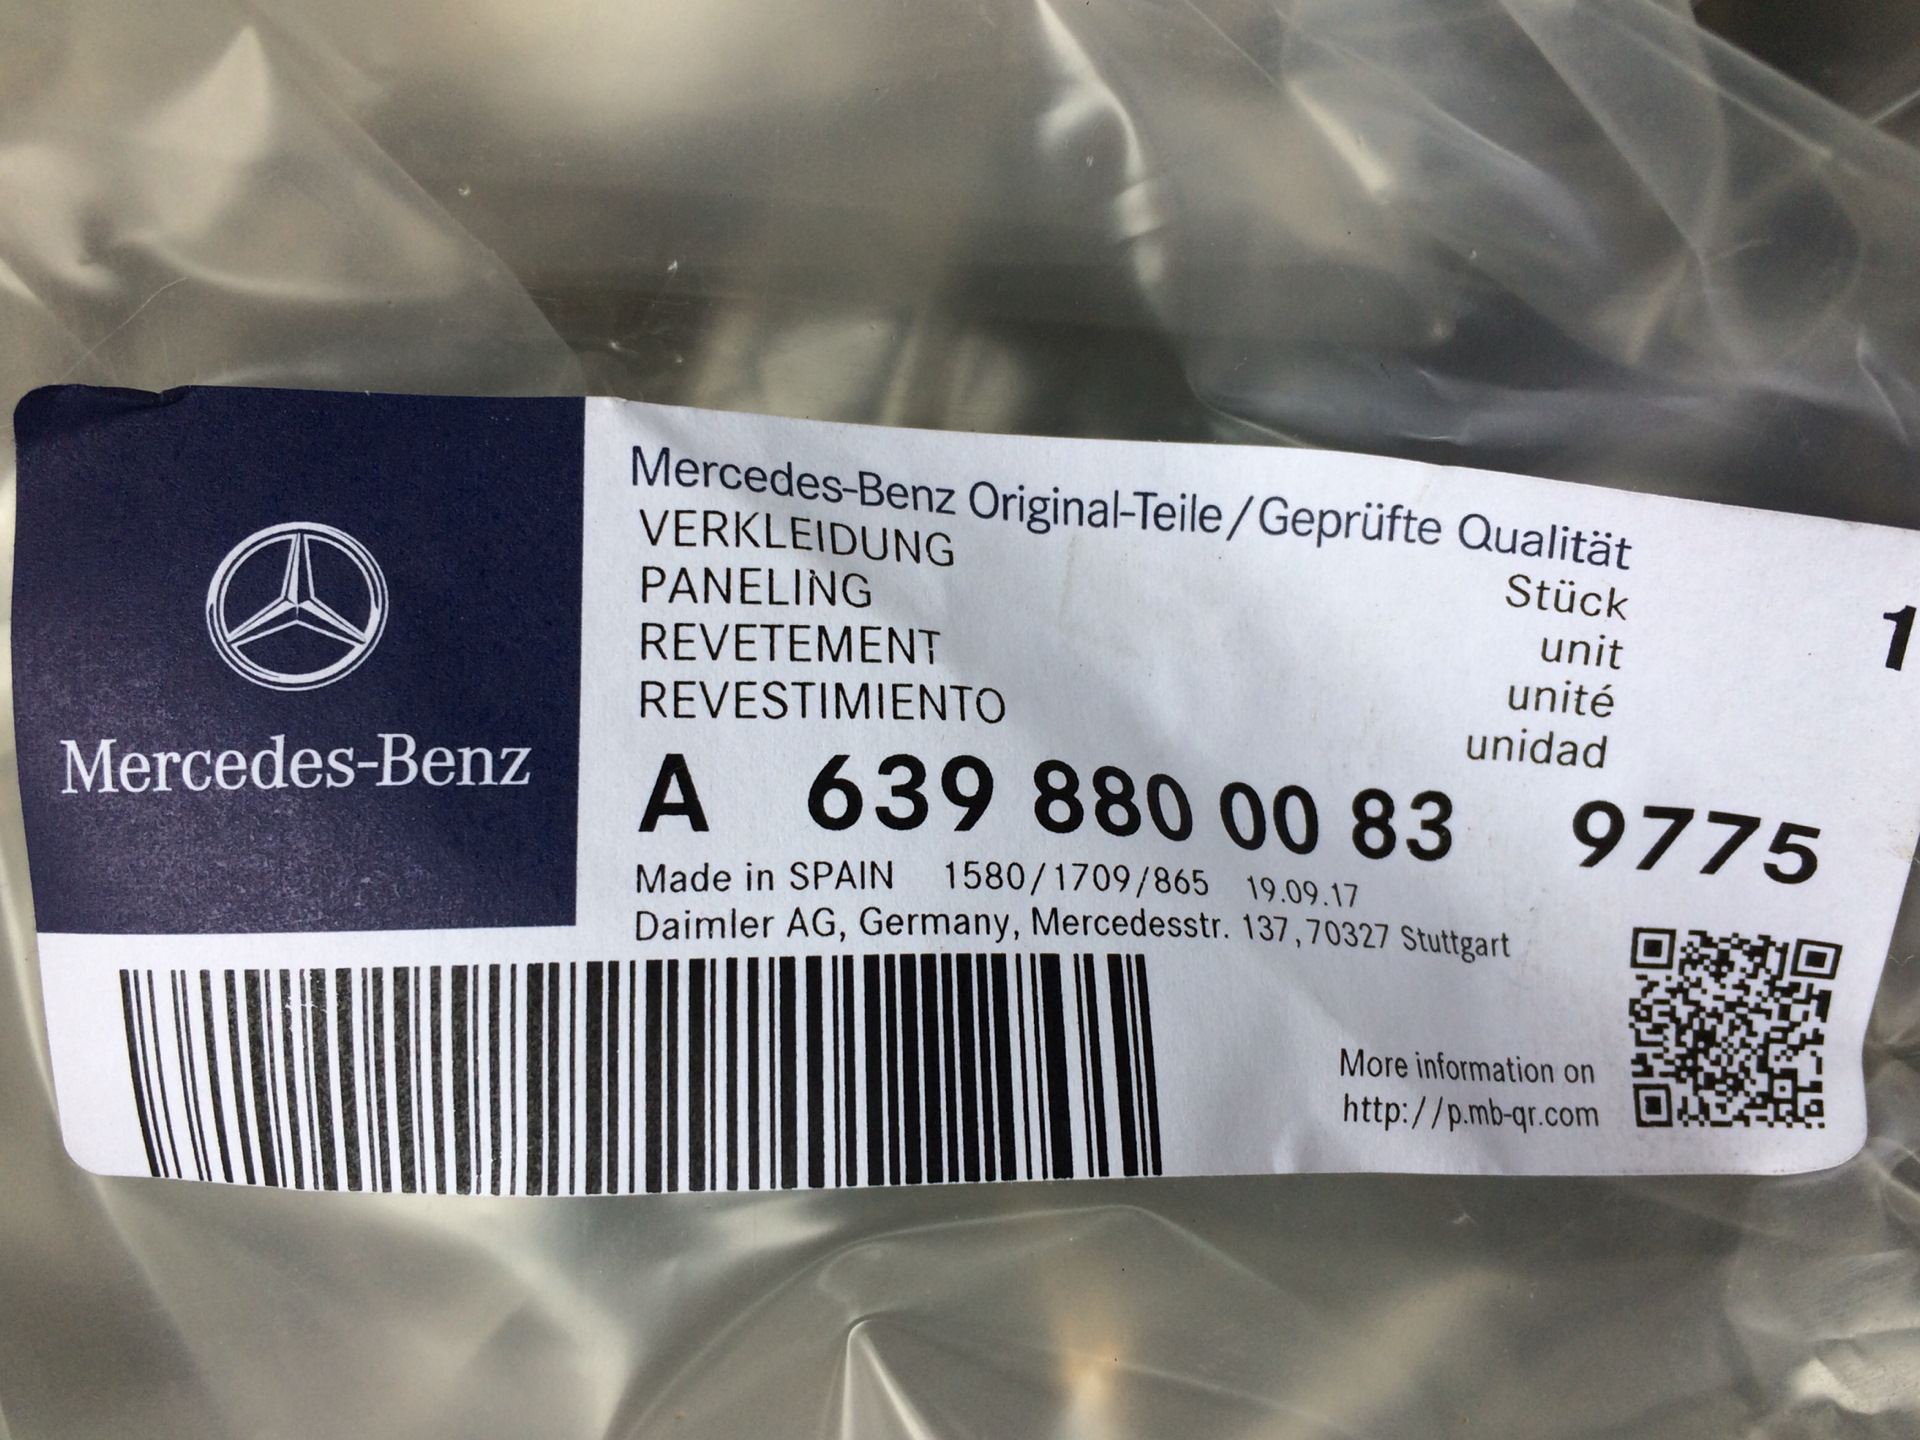 Mercedes-Benz
Mercedes-Benz Original-Teile/Geprüfte Qualität
VERKLEIDUNG
PANELING
REVETEMENT
REVESTIMIENTO
Stück 1
unit
unité
unidad
A 639 880 00 83 9775
Made in SPAIN 1580/1709/865 19.09.17
Daimler AG, Germany, Mercedesstr. 137,70327 Stuttgart
More information on
http://p.mb-qr.com